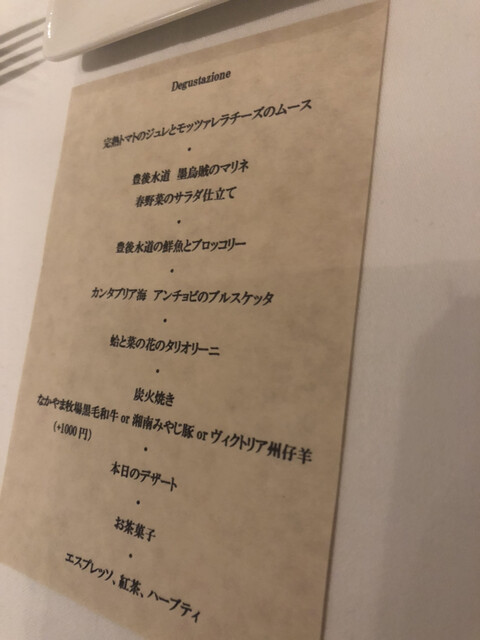 Degustazione
完熟トマトのジュレとモッツァレラチーズのムース
・
豊後水道 墨烏賊のマリネ
春野菜のサラダ仕立て
・
豊後水道の鮮魚とブロッコリー
・
カンタブリア海 アンチョビのブルスケッタ
・
蛤と菜の花のタリオリーニ
・
炭火焼き
なかやま牧場黒毛和牛 or 湘南みやじ豚 or ヴィクトリア州仔羊
(+1000円)
・
本日のデザート
・
お茶菓子
・
エスプレッソ、紅茶、ハーブティ